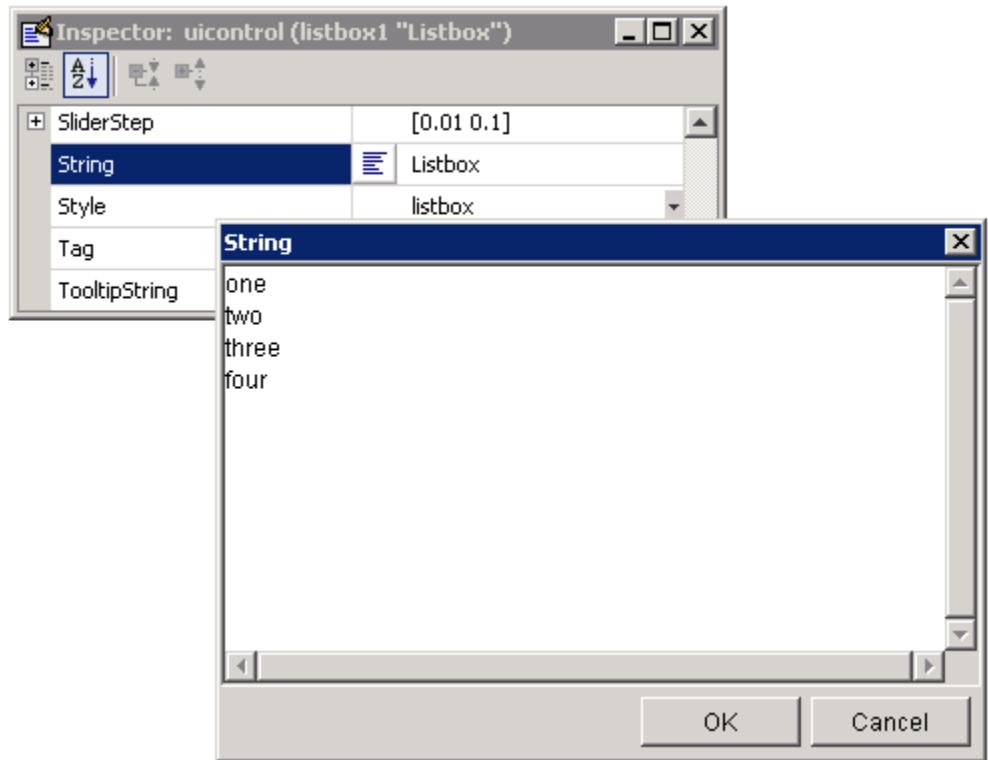 Inspector: uicontrol (listbox1 "Listbox")
A
Z
SliderStep [0.01 0.1]
String Listbox
Style listbox
Tag
TooltipString
String
one
two
three
four
OK Cancel